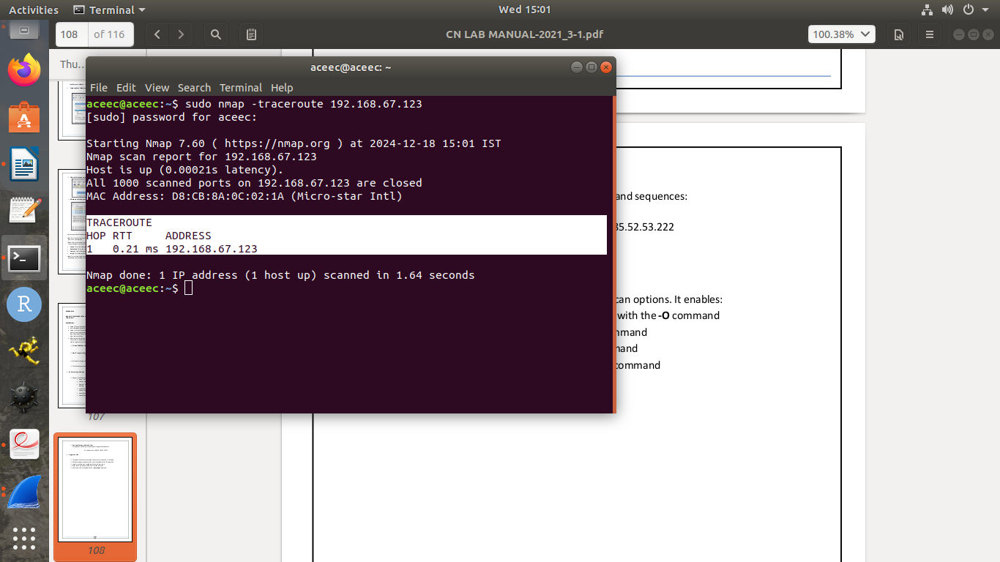 Activities
Terminal
Wed 15:01
108
of 116
CN LAB MANUAL-2021_3-1.pdf
100.38%
Thu...
aceec@aceec: ~
File Edit View Search Terminal Help
aceec@aceec:~$ sudo nmap -traceroute 192.168.67.123
[sudo] password for aceec:
Starting Nmap 7.60 ( https://nmap.org ) at 2024-12-18 15:01 IST
Nmap scan report for 192.168.67.123
Host is up (0.00021s latency).
All 1000 scanned ports on 192.168.67.123 are closed
MAC Address: D8:CB:8A:0C:02:1A (Micro-star Intl)
TRACEROUTE
HOP RTT ADDRESS
1 0.21 ms 192.168.67.123
Nmap done: 1 IP address (1 host up) scanned in 1.64 seconds
aceec@aceec:~$
and sequences:
35.52.53.222
can options. It enables:
with the -O command
mmand
mand
command
107
108